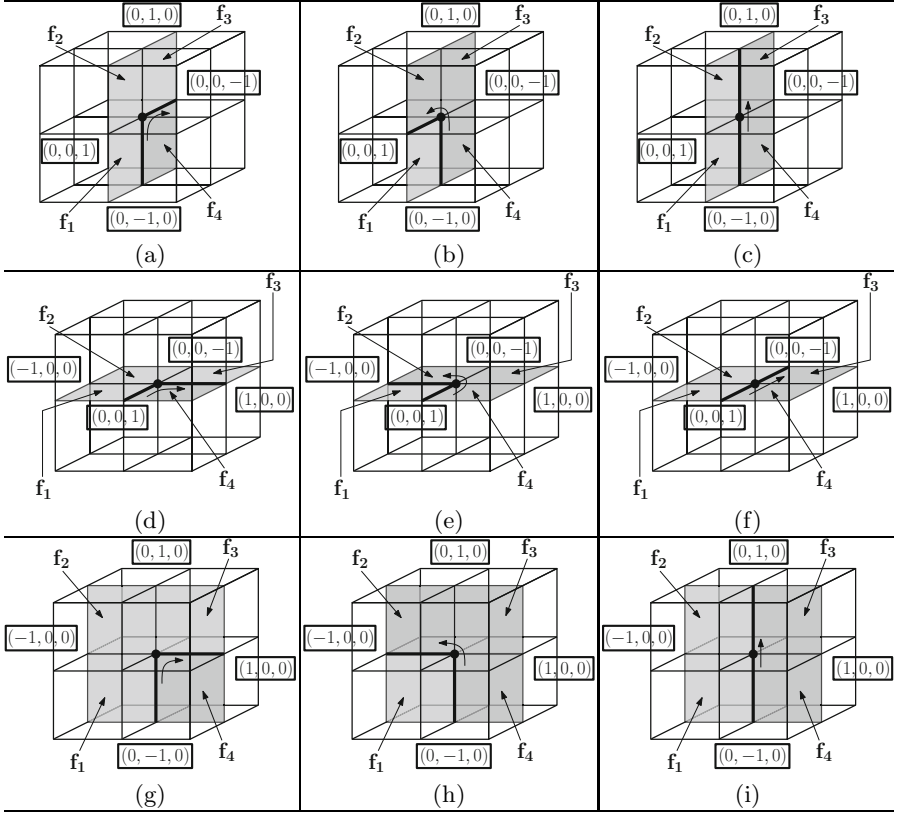 (0, 1, 0) f₃
f₂
(0, 0, −1)
(0, 0, 1)
f₁ (0, −1, 0) f₄
(a)
(0, 1, 0) f₃
f₂
(0, 0, −1)
(0, 0, 1)
f₁ (0, −1, 0) f₄
(b)
(0, 1, 0) f₃
f₂
(0, 0, −1)
(0, 0, 1)
f₁ (0, −1, 0) f₄
(c)
f₃
f₂
(0, 0, −1)
(−1, 0, 0)
(1, 0, 0)
(0, 0, 1)
f₁ f₄
(d)
f₃
f₂
(0, 0, −1)
(−1, 0, 0)
(1, 0, 0)
(0, 0, 1)
f₁ f₄
(e)
f₃
f₂
(0, 0, −1)
(−1, 0, 0)
(1, 0, 0)
(0, 0, 1)
f₁ f₄
(f)
f₂ (0, 1, 0) f₃
(−1, 0, 0)
(1, 0, 0)
f₁ (0, −1, 0) f₄
(g)
f₂ (0, 1, 0) f₃
(−1, 0, 0)
(1, 0, 0)
f₁ (0, −1, 0) f₄
(h)
f₂ (0, 1, 0) f₃
(−1, 0, 0)
(1, 0, 0)
f₁ (0, −1, 0) f₄
(i)